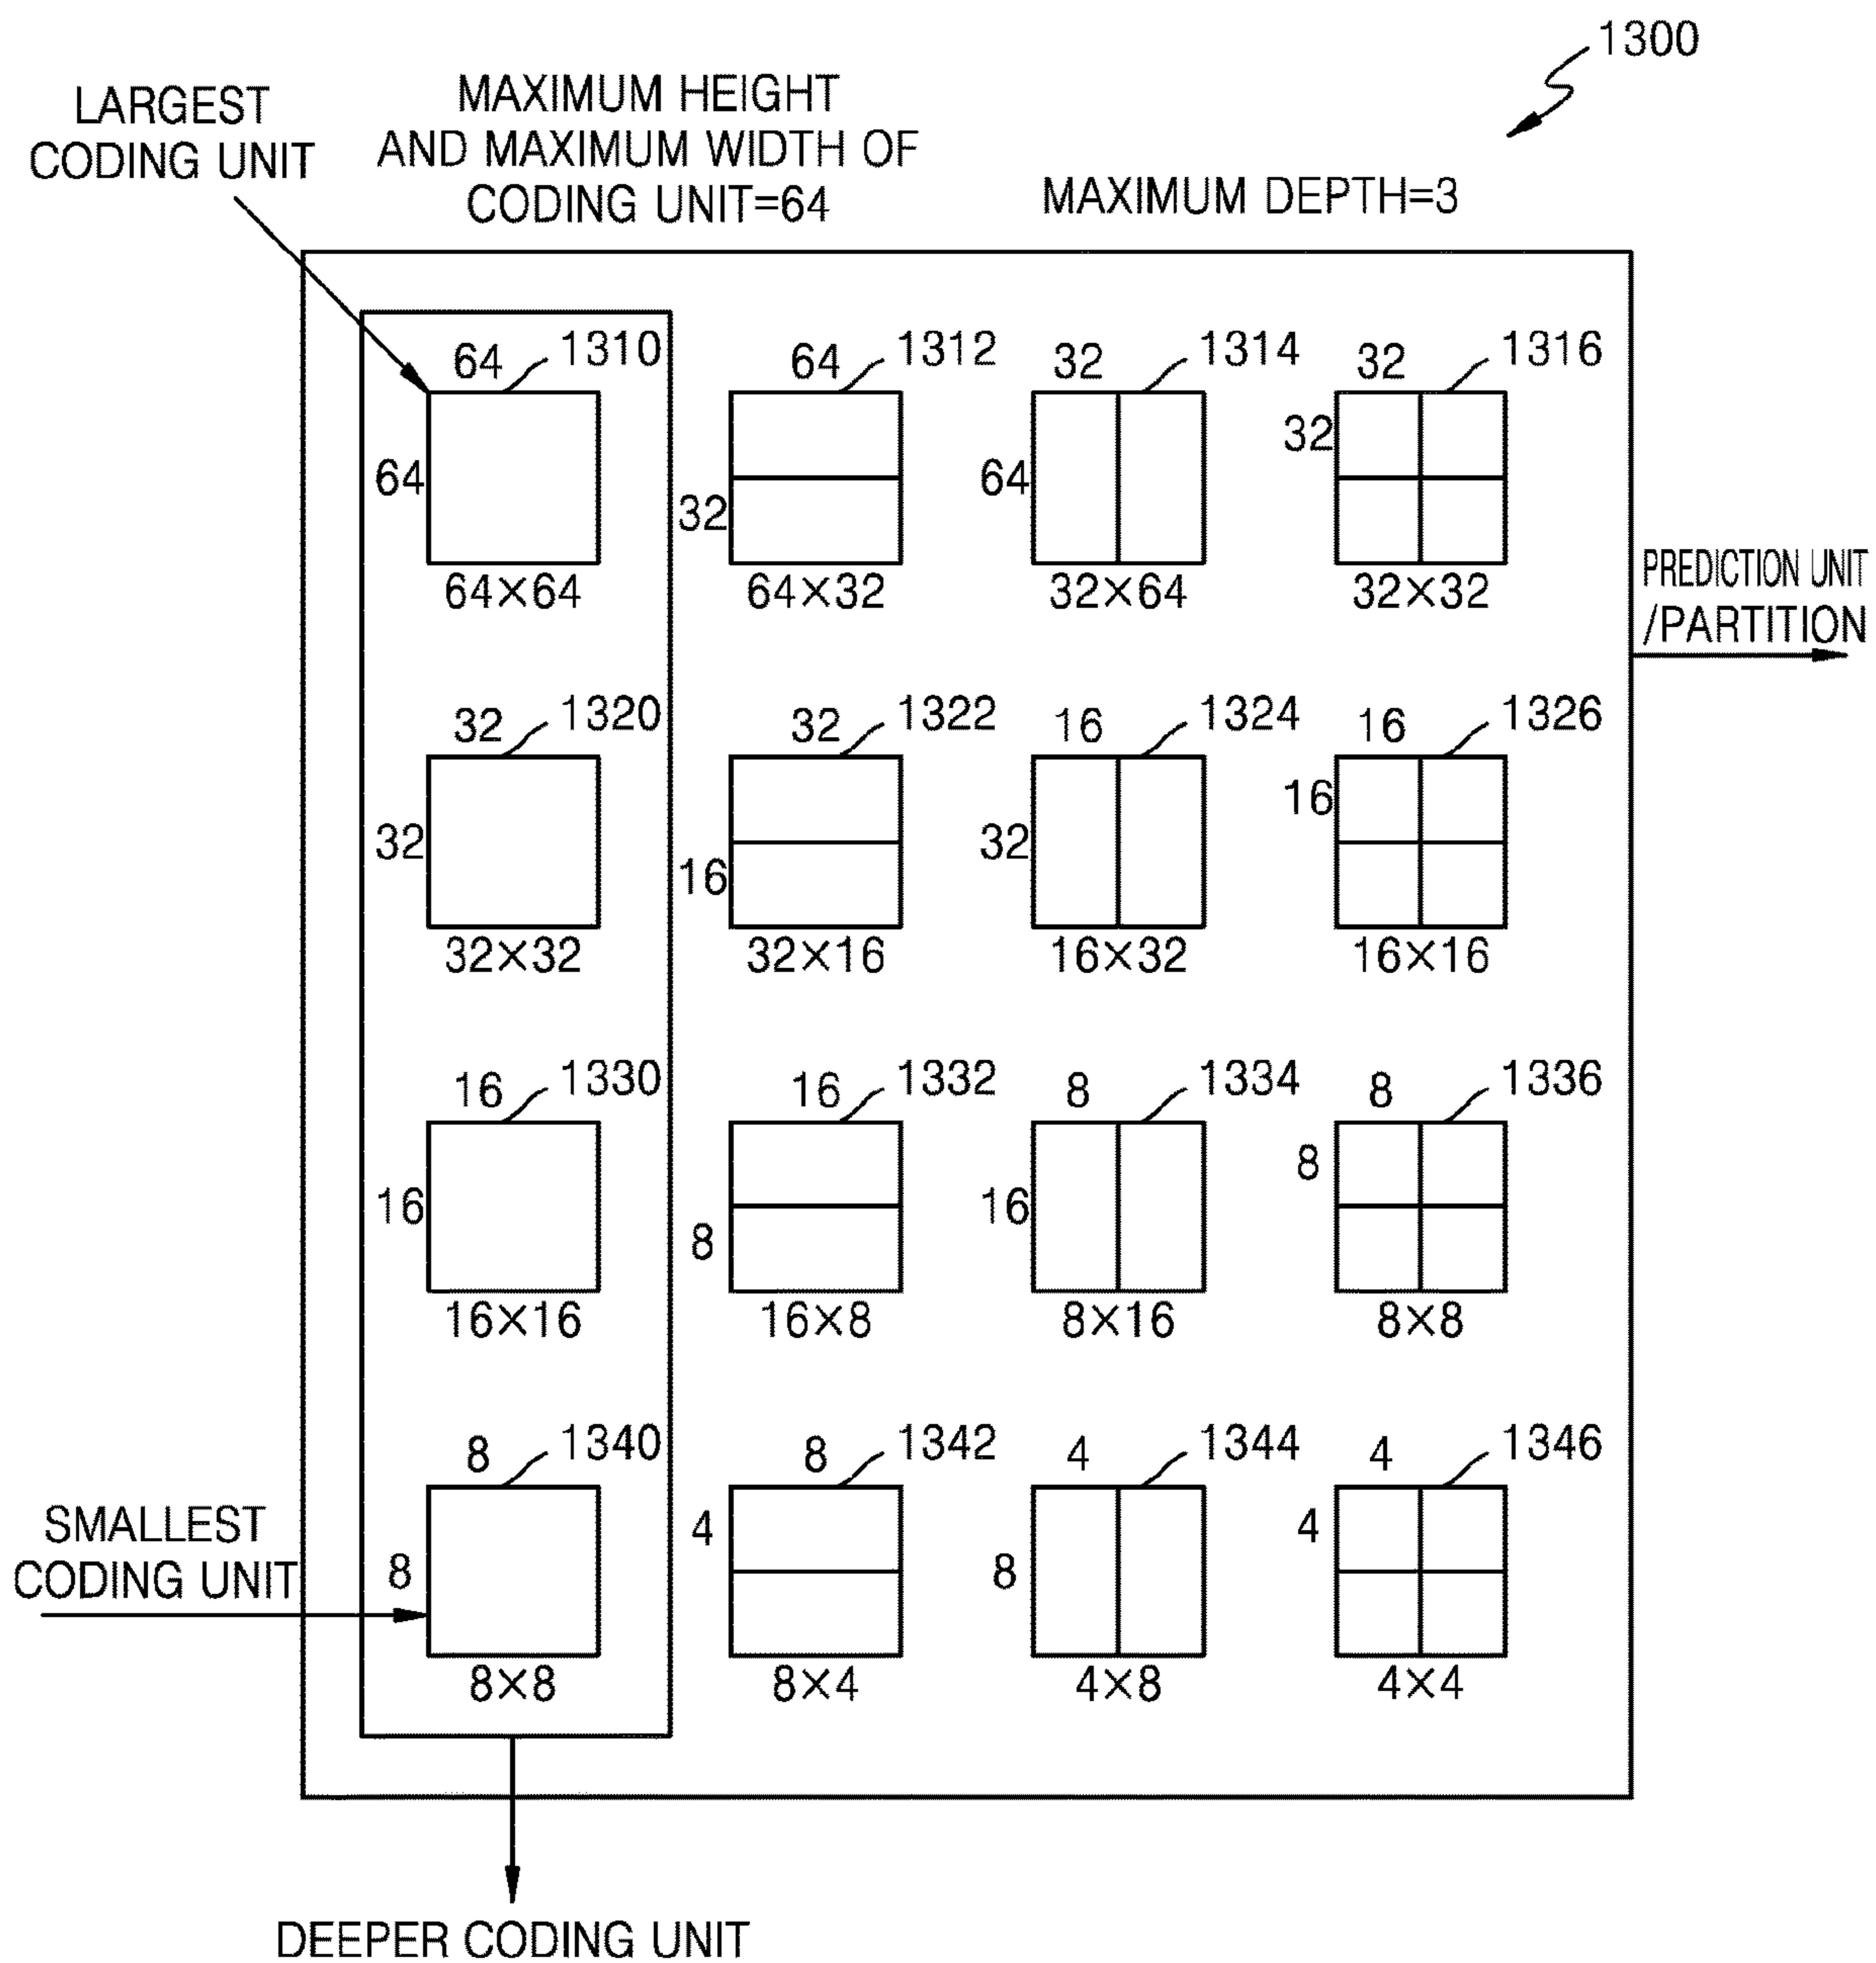 1300
LARGEST
CODING UNIT
MAXIMUM HEIGHT
AND MAXIMUM WIDTH OF
CODING UNIT=64
MAXIMUM DEPTH=3
64 1310 64 1312 32 1314 32 1316
64 32 64 32
64×64 64×32 32×64 32×32
PREDICTION UNIT
/PARTITION
32 1320 32 1322 16 1324 16 1326
32 16 32 16
32×32 32×16 16×32 16×16
16 1330 16 1332 8 1334 8 1336
16 8 16 8
16×16 16×8 8×16 8×8
8 1340 8 1342 4 1344 4 1346
SMALLEST
CODING UNIT
8 4 8 4
8×8 8×4 4×8 4×4
DEEPER CODING UNIT